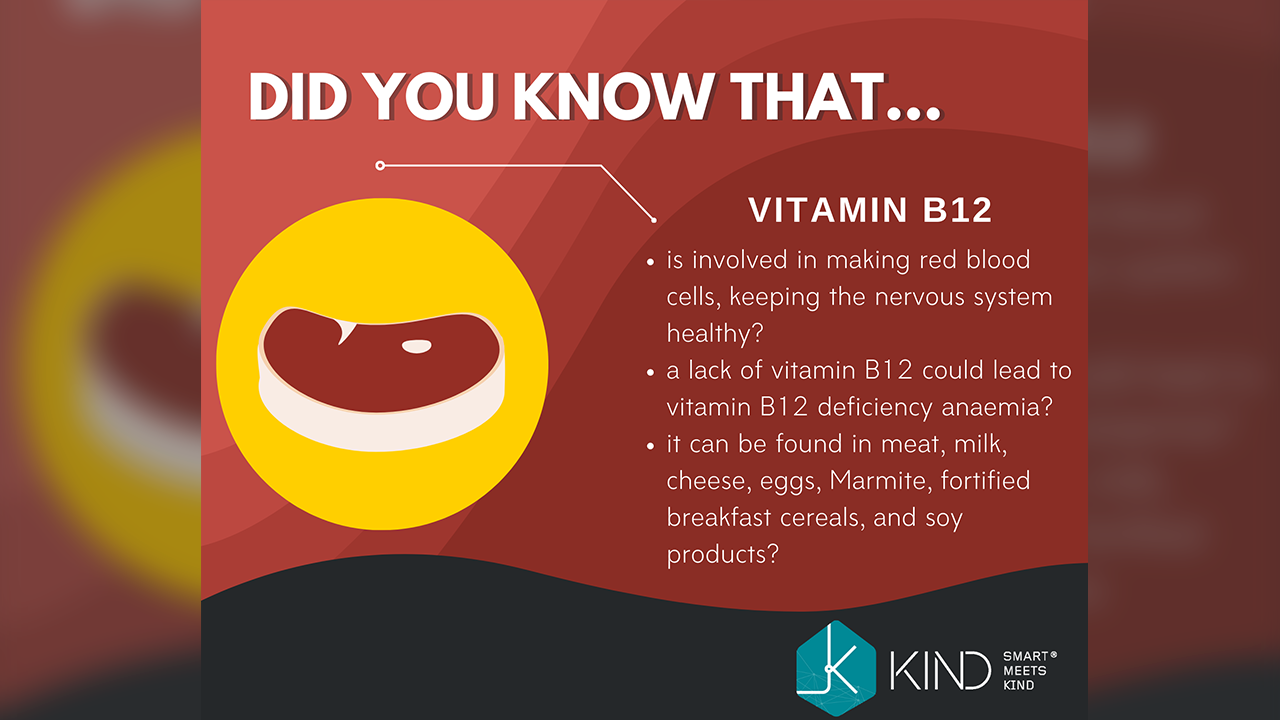 DID YOU KNOW THAT...
VITAMIN B12
• is involved in making red blood
cells, keeping the nervous system
healthy?
• a lack of vitamin B12 could lead to
vitamin B12 deficiency anaemia?
• it can be found in meat, milk,
cheese, eggs, Marmite, fortified
breakfast cereals, and soy
products?
K KIND
SMART®
MEETS
KIND